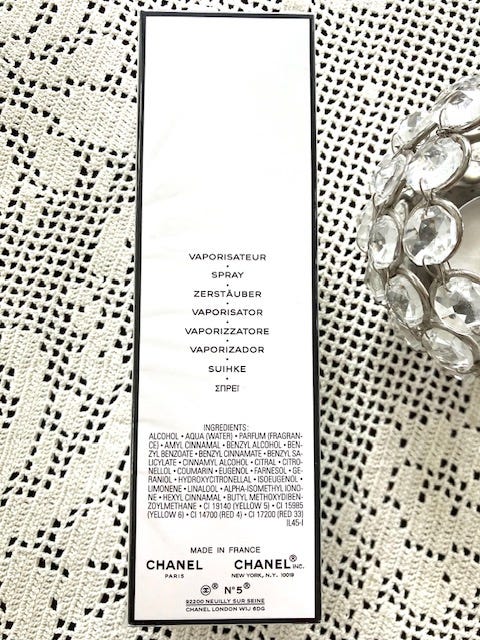 VAPORISATEUR
•
SPRAY
•
ZERSTÄUBER
•
VAPORISATOR
•
VAPORIZZATORE
•
VAPORIZADOR
•
SUIHKE
•
ΣΠΡΕΪ
INGREDIENTS:
ALCOHOL • AQUA (WATER) • PARFUM (FRAGRAN-
CE) • AMYL CINNAMAL • BENZYL ALCOHOL • BEN-
ZYL BENZOATE • BENZYL CINNAMATE • BENZYL SA-
LICYLATE • CINNAMYL ALCOHOL • CITRAL • CITRO-
NELLOL • COUMARIN • EUGENOL • FARNESOL • GE-
RANIOL • HYDROXYCITRONELLAL • ISOEUGENOL •
LIMONENE • LINALOOL • ALPHA-ISOMETHYL IONO-
NE • HEXYL CINNAMAL • BUTYL METHOXYDIBEN-
ZOYLMETHANE • CI 19140 (YELLOW 5) • CI 15985
(YELLOW 6) • CI 14700 (RED 4) • CI 17200 (RED 33)
IL45-I
MADE IN FRANCE
CHANEL CHANEL® INC.
PARIS NEW YORK, N.Y. 10019
® N°5®
92200 NEUILLY SUR SEINE
CHANEL LONDON W1J 6DG